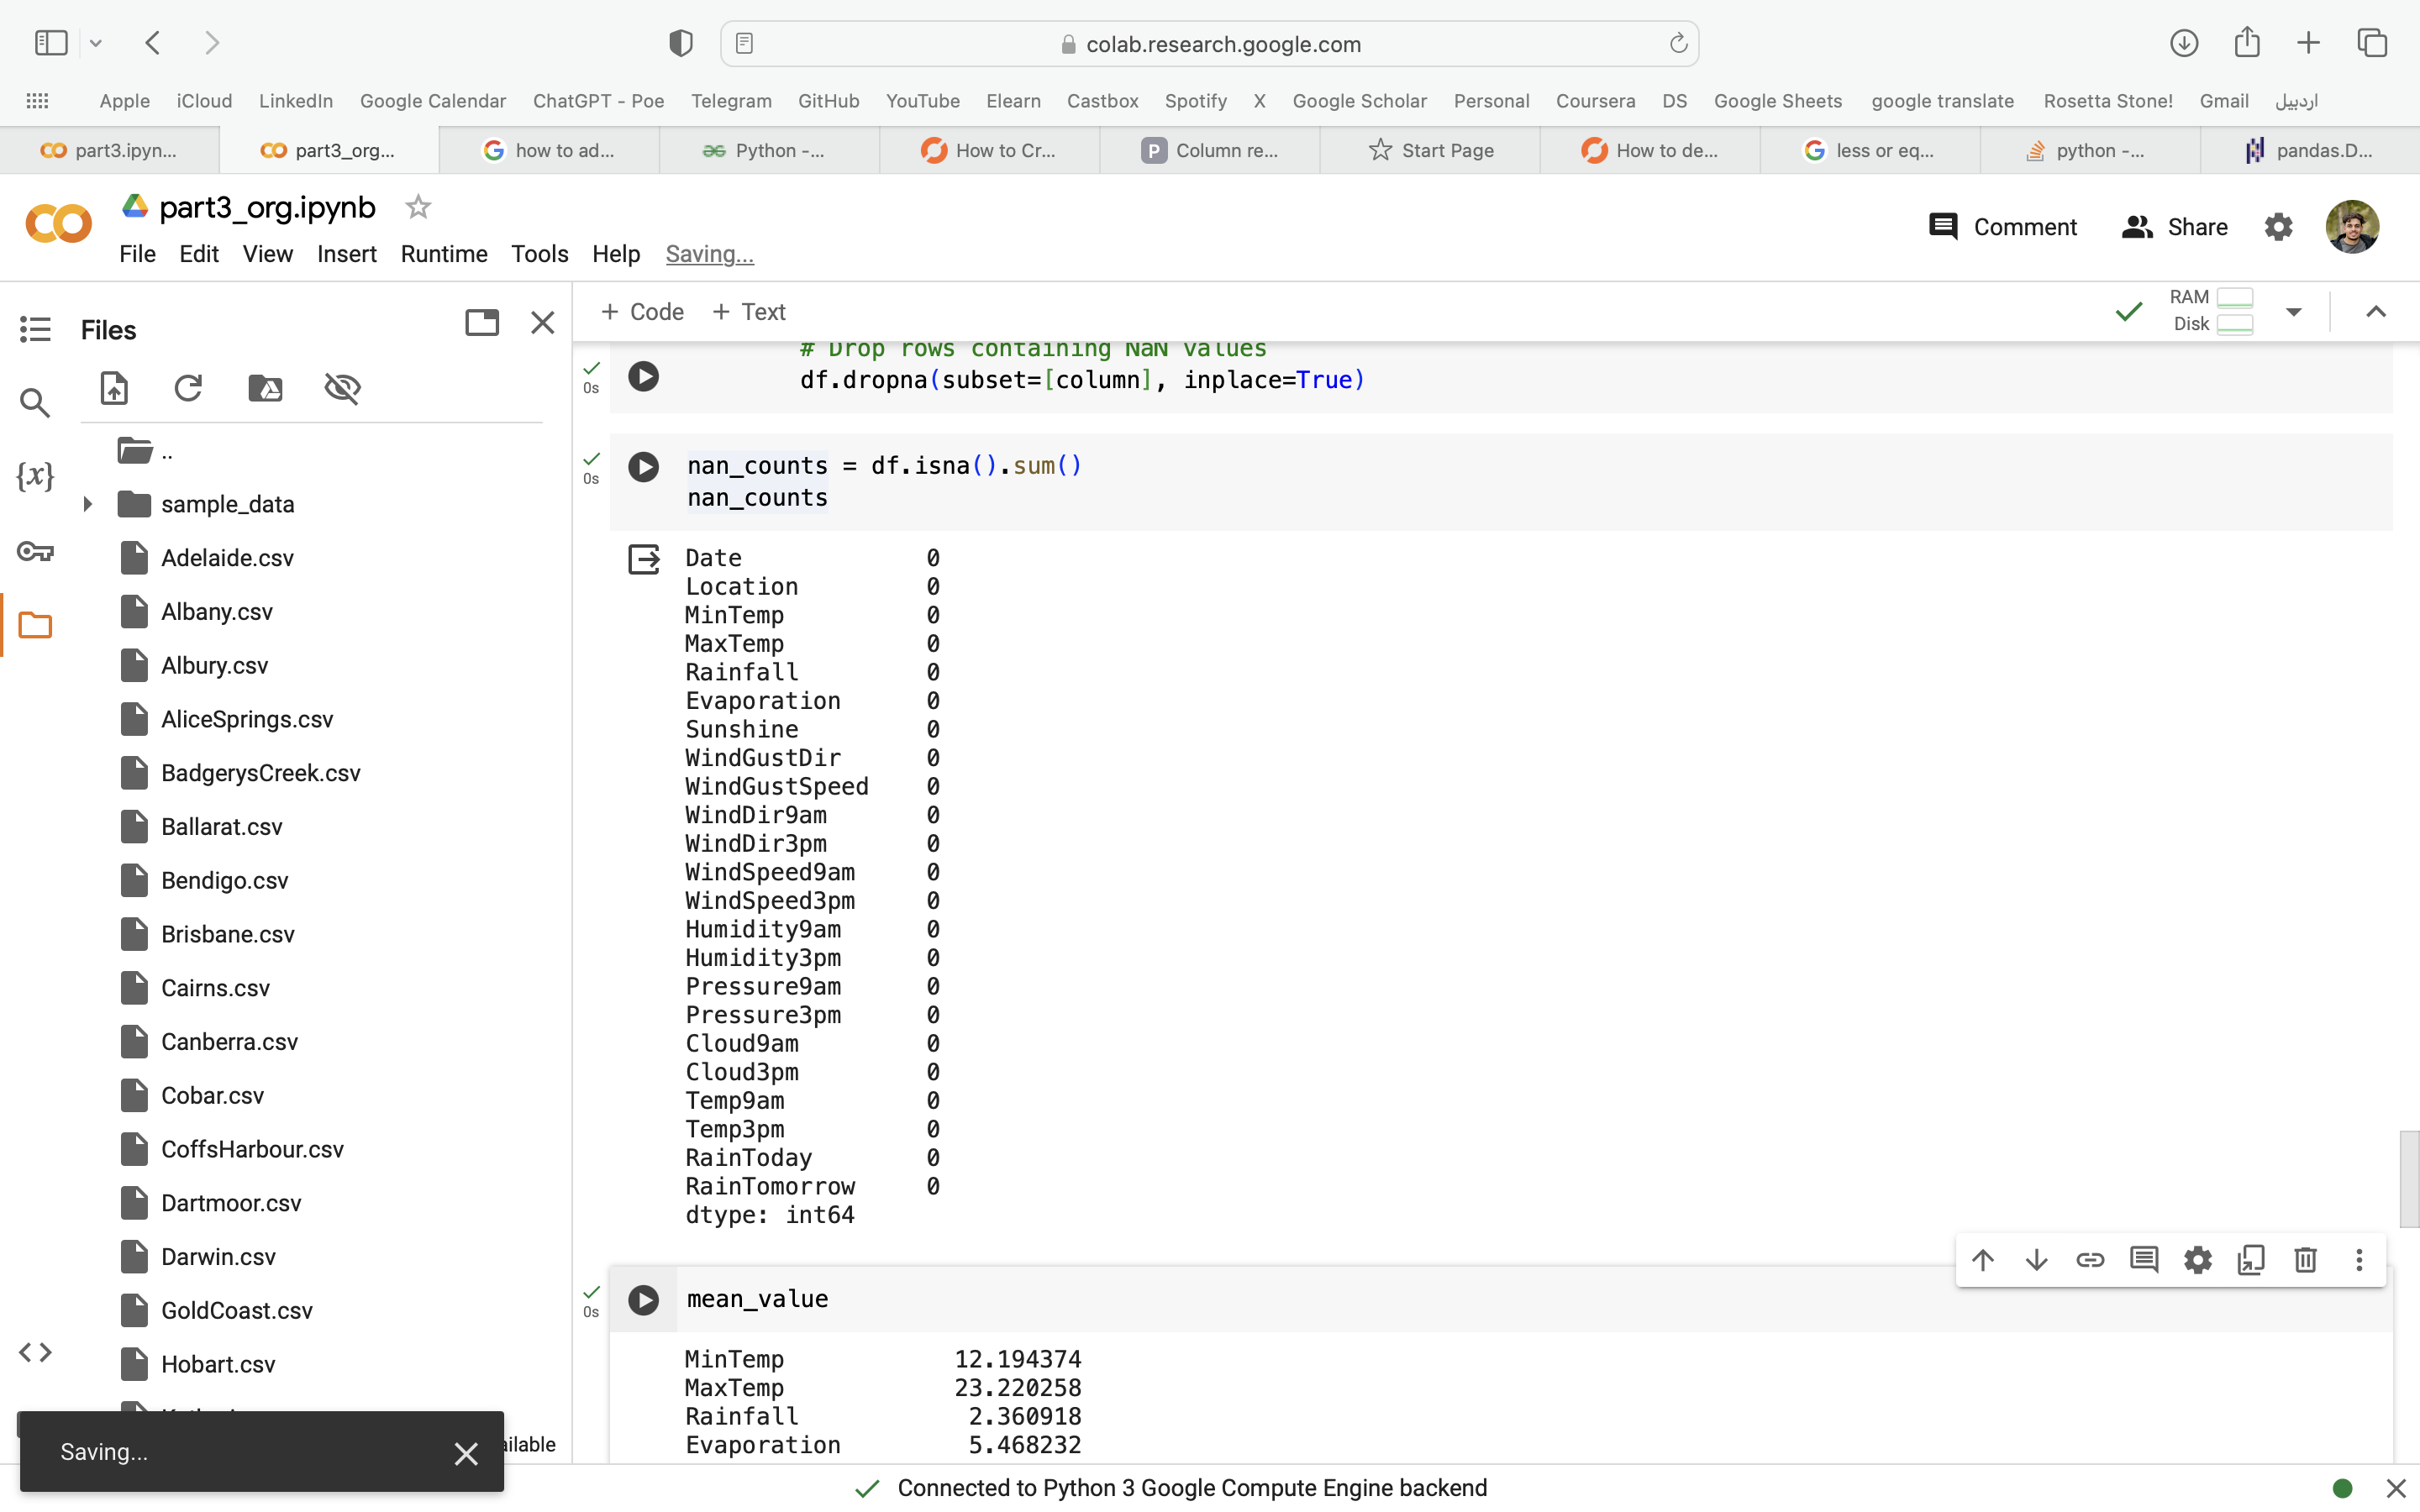 colab.research.google.com
Apple iCloud LinkedIn Google Calendar ChatGPT - Poe Telegram GitHub YouTube Elearn Castbox Spotify X Google Scholar Personal Coursera DS Google Sheets google translate Rosetta Stone! Gmail اردبیل
part3.ipyn... part3_org... how to ad... Python -... How to Cr... P Column re... Start Page How to de... less or eq... python -... pandas.D...
part3_org.ipynb
Comment Share
File Edit View Insert Runtime Tools Help Saving...
Files
+ Code + Text
RAM
Disk
# Drop rows containing NaN values
0s
df.dropna(subset=[column], inplace=True)
..
sample_data
Adelaide.csv
Albany.csv
Albury.csv
AliceSprings.csv
BadgerysCreek.csv
Ballarat.csv
Bendigo.csv
Brisbane.csv
Cairns.csv
Canberra.csv
Cobar.csv
CoffsHarbour.csv
Dartmoor.csv
Darwin.csv
GoldCoast.csv
Hobart.csv
{x}
0s
nan_counts = df.isna().sum()
nan_counts
Date 0
Location 0
MinTemp 0
MaxTemp 0
Rainfall 0
Evaporation 0
Sunshine 0
WindGustDir 0
WindGustSpeed 0
WindDir9am 0
WindDir3pm 0
WindSpeed9am 0
WindSpeed3pm 0
Humidity9am 0
Humidity3pm 0
Pressure9am 0
Pressure3pm 0
Cloud9am 0
Cloud3pm 0
Temp9am 0
Temp3pm 0
RainToday 0
RainTomorrow 0
dtype: int64
0s
mean_value
MinTemp 12.194374
MaxTemp 23.220258
Rainfall 2.360918
Evaporation 5.468232
Saving...
ilable
Connected to Python 3 Google Compute Engine backend